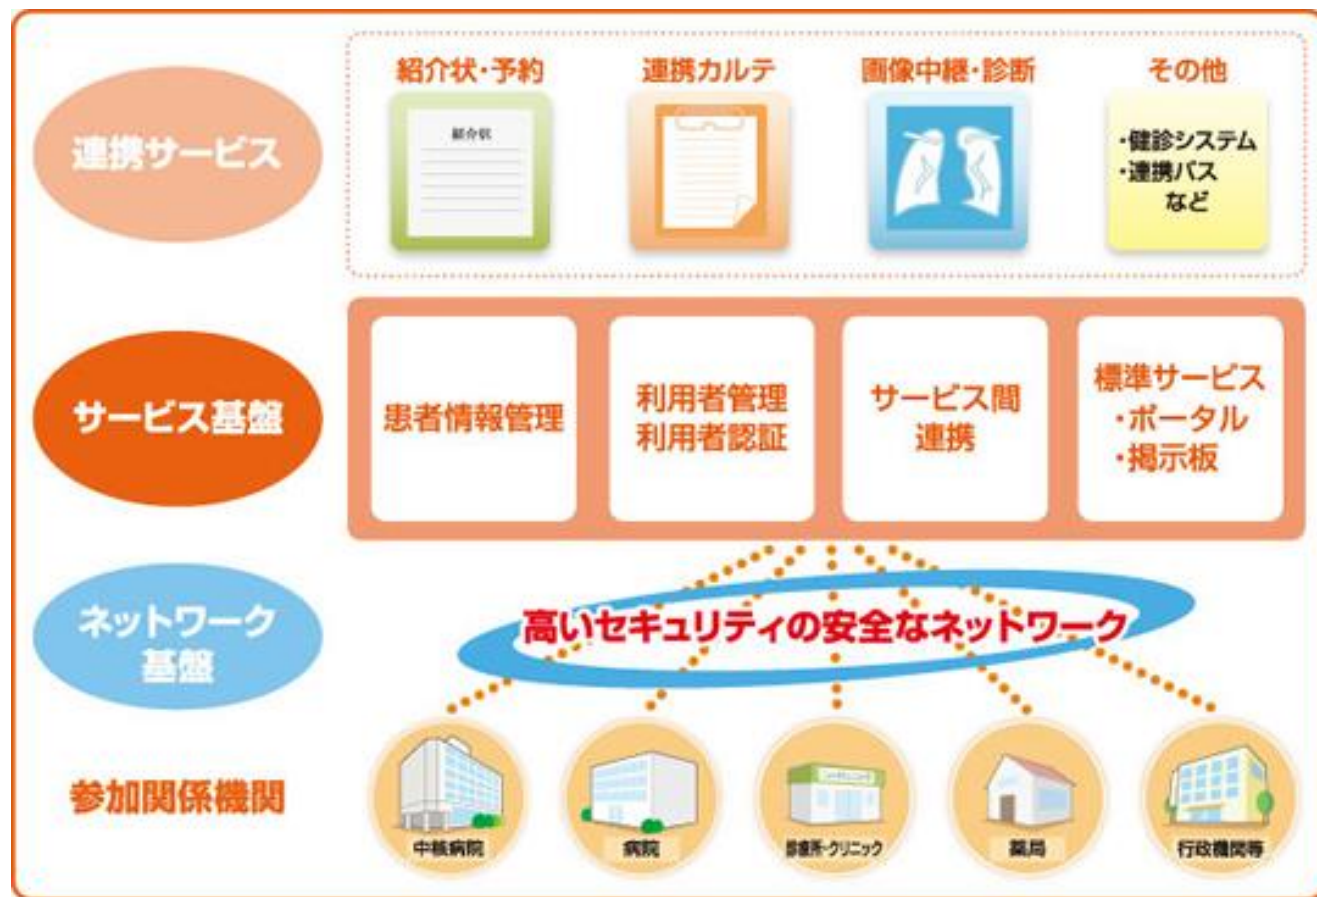 連携サービス
紹介状・予約
紹介状
連携カルテ
画像中継・診断
その他
・健診システム
・連携パス
など
サービス基盤
患者情報管理
利用者管理
利用者認証
サービス間
連携
標準サービス
・ポータル
・掲示板
ネットワーク
基盤
高いセキュリティの安全なネットワーク
参加関係機関
中核病院
病院
診療所・クリニック
薬局
行政機関等